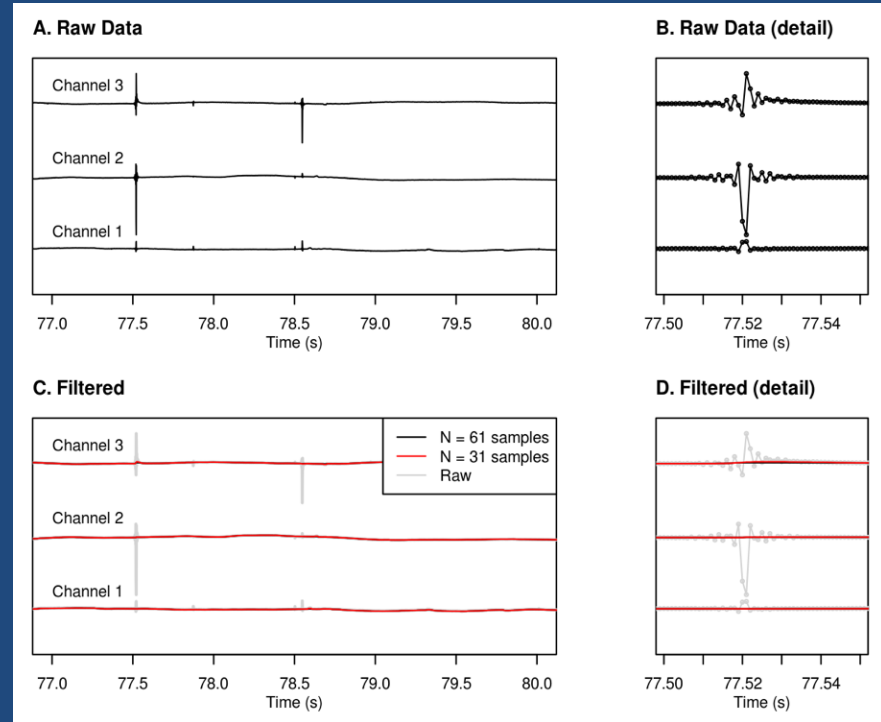 A. Raw Data
Channel 3
Channel 2
Channel 1
77.0 77.5 78.0 78.5 79.0 79.5 80.0
Time (s)
B. Raw Data (detail)
77.50 77.52 77.54
Time (s)
C. Filtered
Channel 3
Channel 2
Channel 1
N = 61 samples
N = 31 samples
Raw
77.0 77.5 78.0 78.5 79.0 79.5 80.0
Time (s)
D. Filtered (detail)
77.50 77.52 77.54
Time (s)